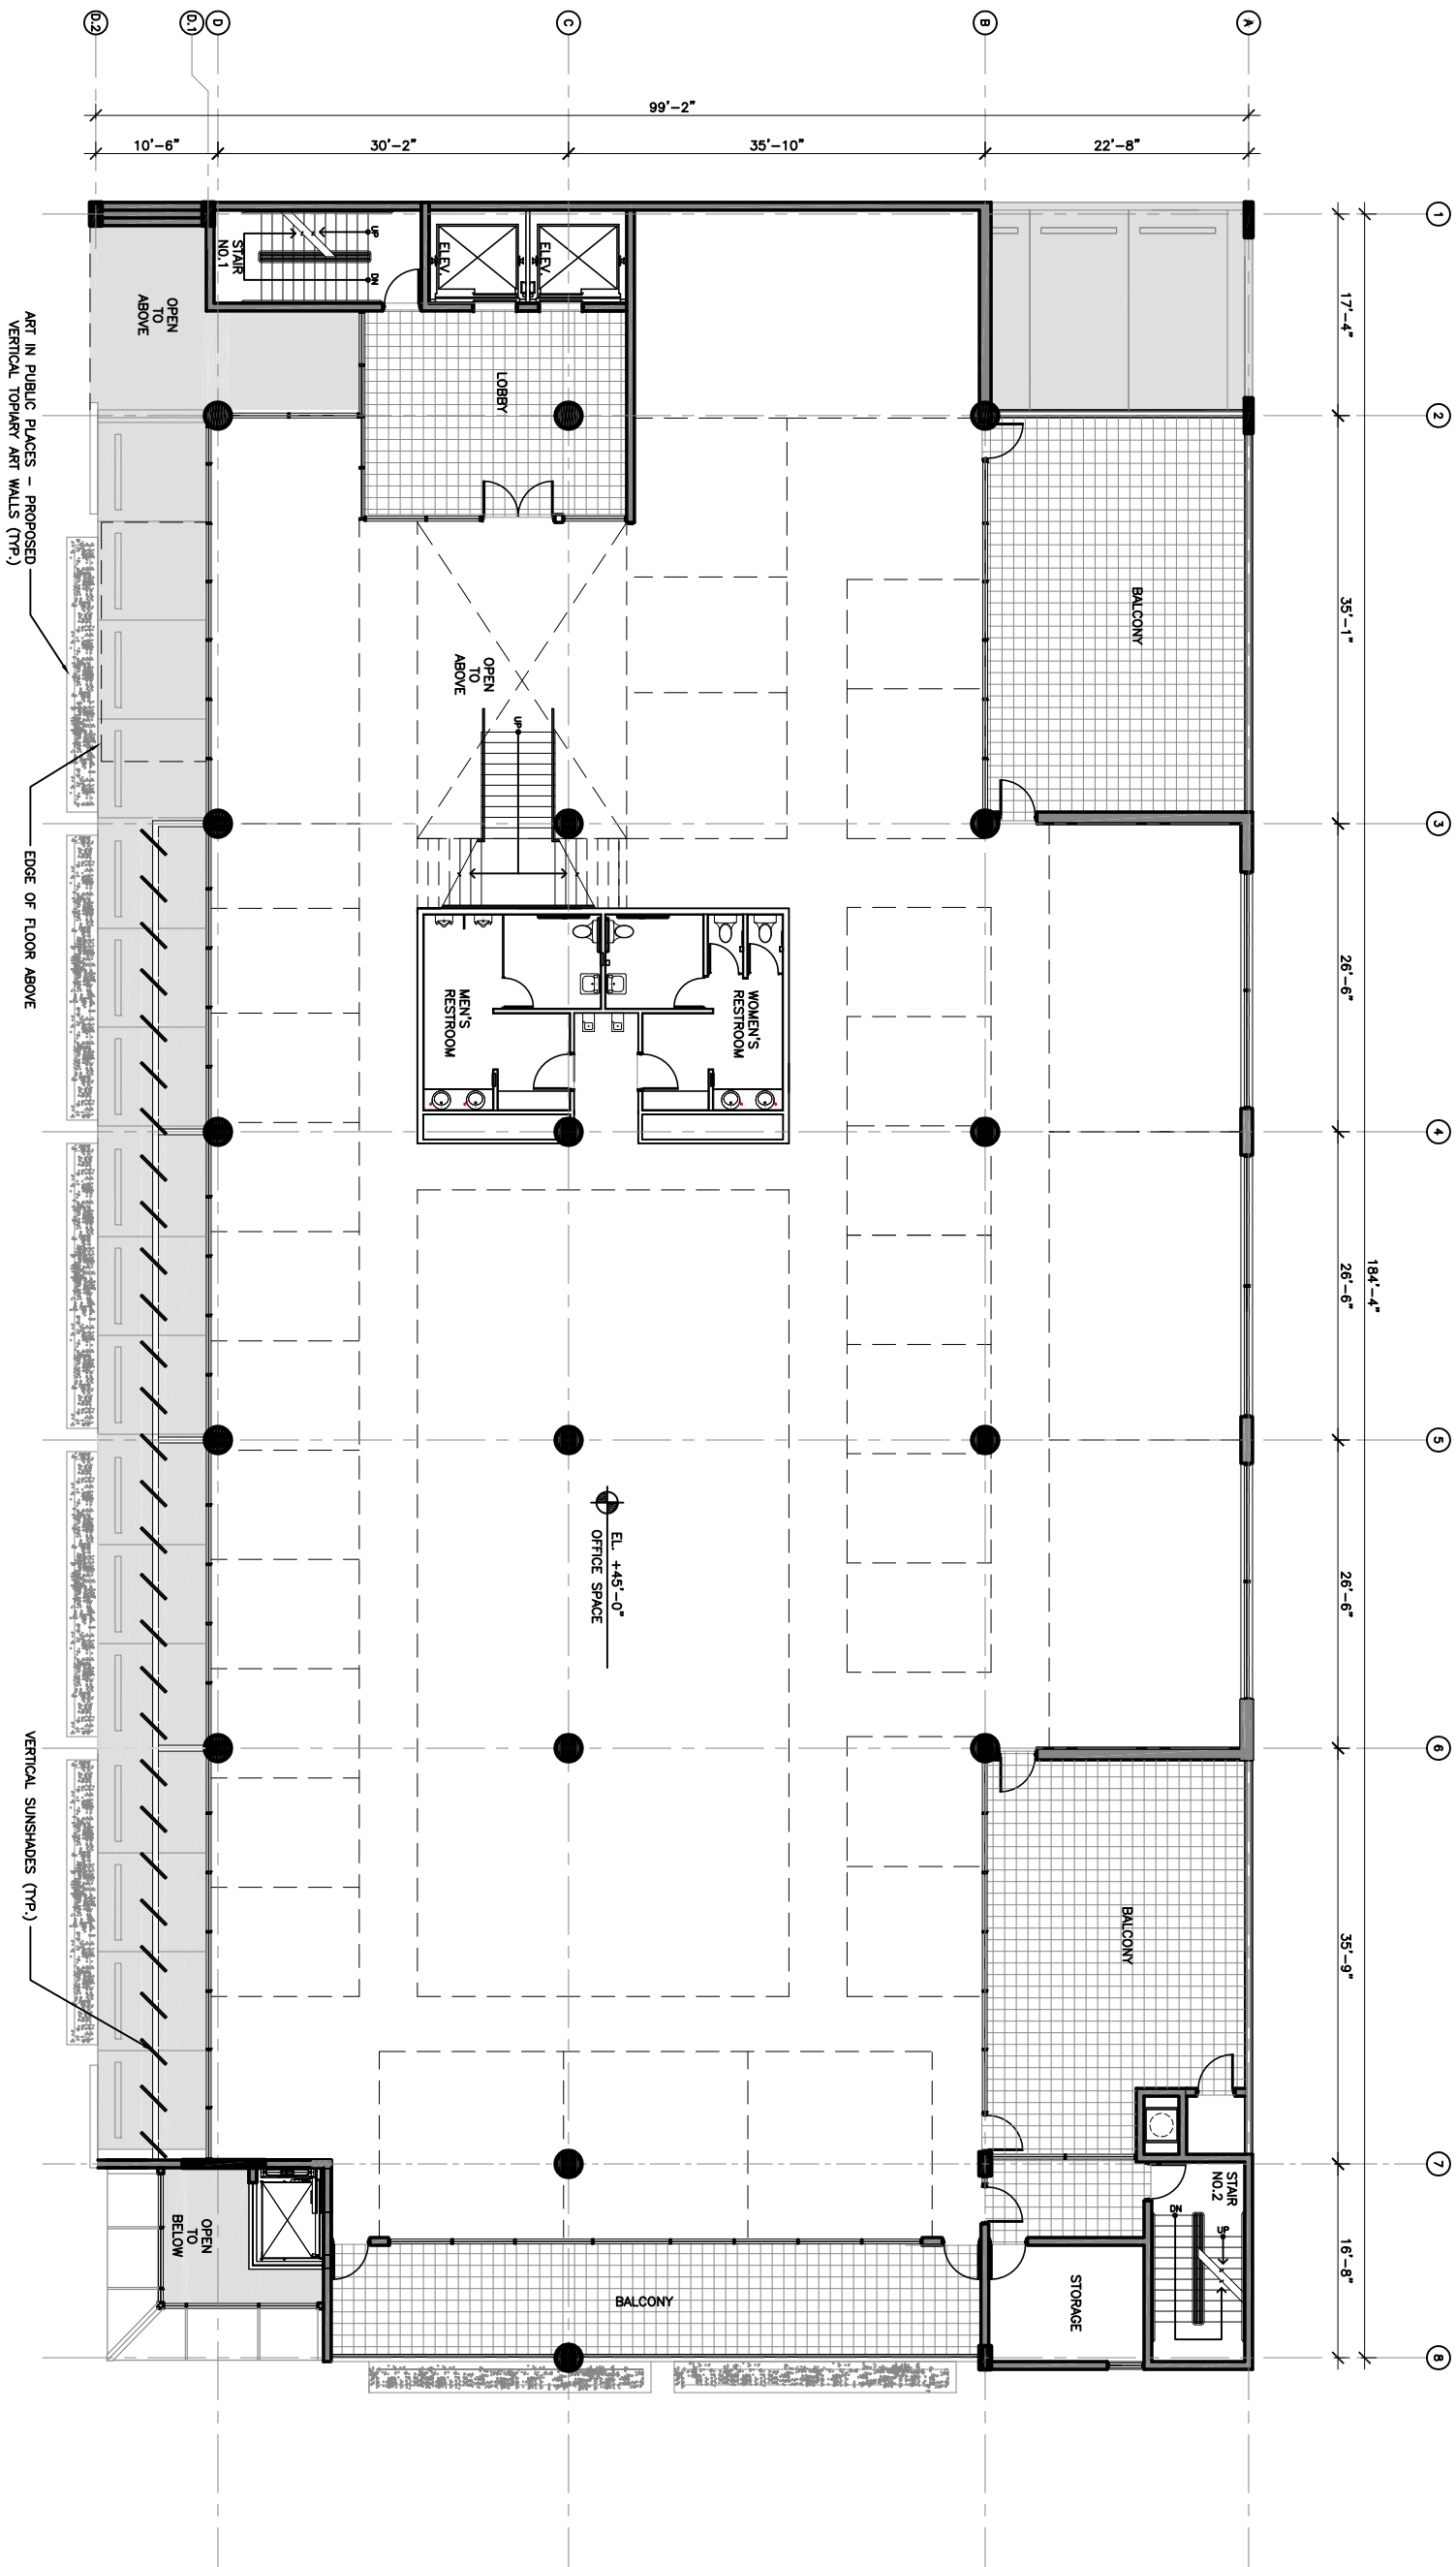 D.2
D.1
D
C
B
A
99'-2"
10'-6"
30'-2"
35'-10"
22'-8"
1
2
3
4
5
6
7
8
184'-4"
17'-4"
35'-1"
26'-6"
26'-6"
26'-6"
35'-9"
16'-8"
STAIR
NO.1
UP
DN
ELEV.
ELEV.
OPEN
TO
ABOVE
LOBBY
BALCONY
ART IN PUBLIC PLACES - PROPOSED
VERTICAL TOPIARY ART WALLS (TYP.)
OPEN
TO
ABOVE
UP
EDGE OF FLOOR ABOVE
MEN'S
RESTROOM
WOMEN'S
RESTROOM
EL. +45'-0"
OFFICE SPACE
VERTICAL SUNSHADES (TYP.)
BALCONY
STAIR
NO.2
DN
UP
OPEN
TO
BELOW
BALCONY
STORAGE